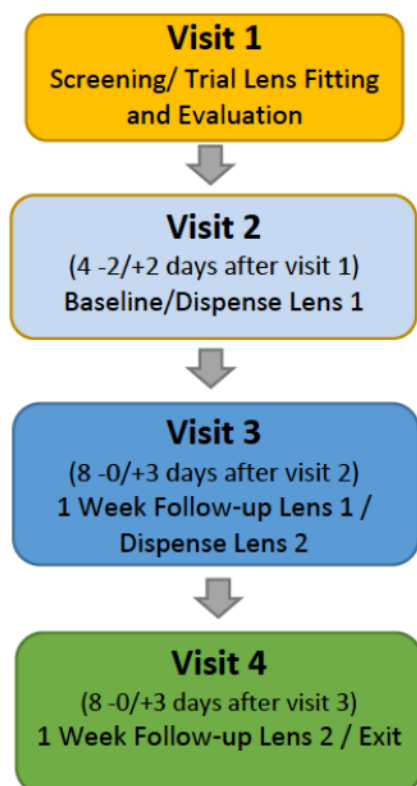 Visit 1
Screening/ Trial Lens Fitting
and Evaluation
Visit 2
(4 -2/+2 days after visit 1)
Baseline/Dispense Lens 1
Visit 3
(8 -0/+3 days after visit 2)
1 Week Follow-up Lens 1 /
Dispense Lens 2
Visit 4
(8 -0/+3 days after visit 3)
1 Week Follow-up Lens 2 / Exit